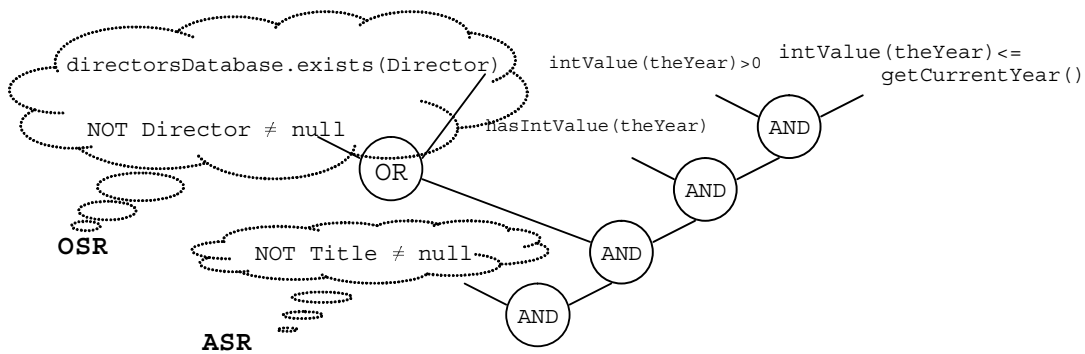 directorsDatabase.exists(Director)
intValue(theYear)>0
intValue(theYear)<=
getCurrentYear()
NOT Director ≠ null
hasIntValue(theYear)
AND
OR
AND
OSR
NOT Title ≠ null
AND
AND
ASR